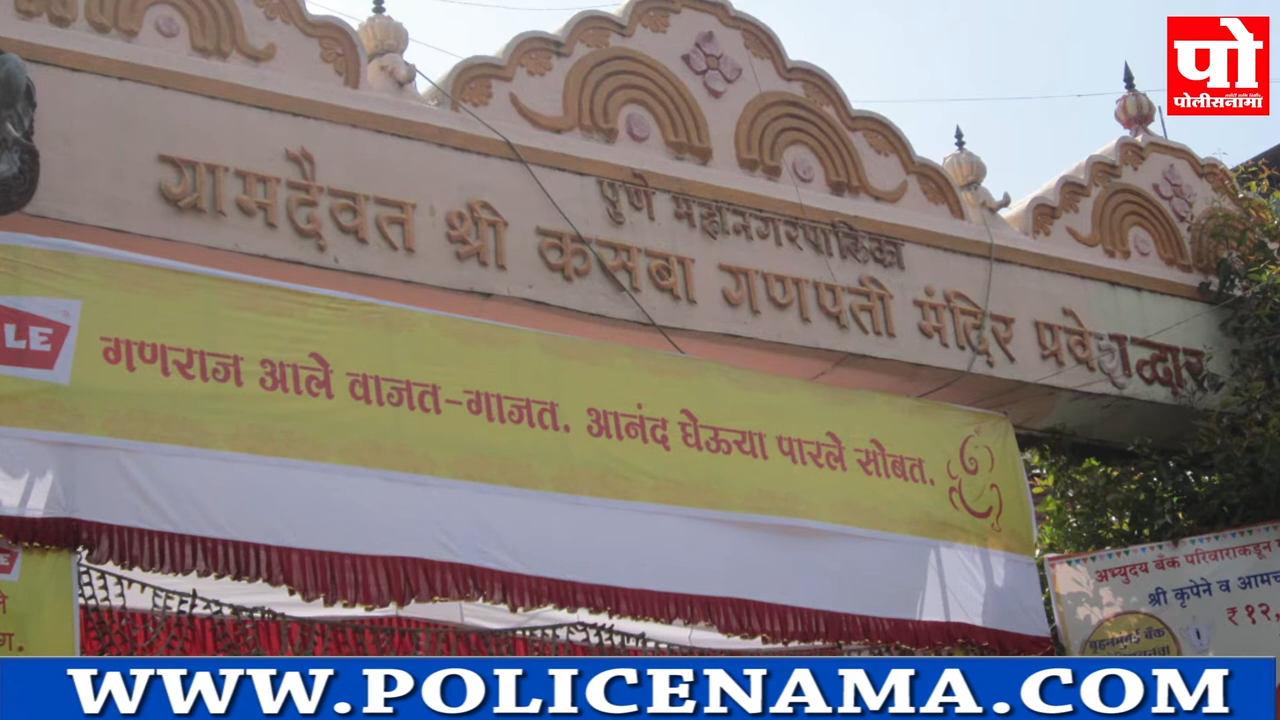 पो
पोलीसनामा
पुणे महानगरपालिका
ग्रामदैवत श्री कसबा गणपती मंदिर प्रवेशद्वार
LE
गणराज आले वाजत-गाजत. आनंद घेऊया पारले सोबत.
अभ्युदय बँक परिवाराकडून
श्री कृपेने व आमच
₹१२,
ले
ग.
WWW.POLICENAMA.COM